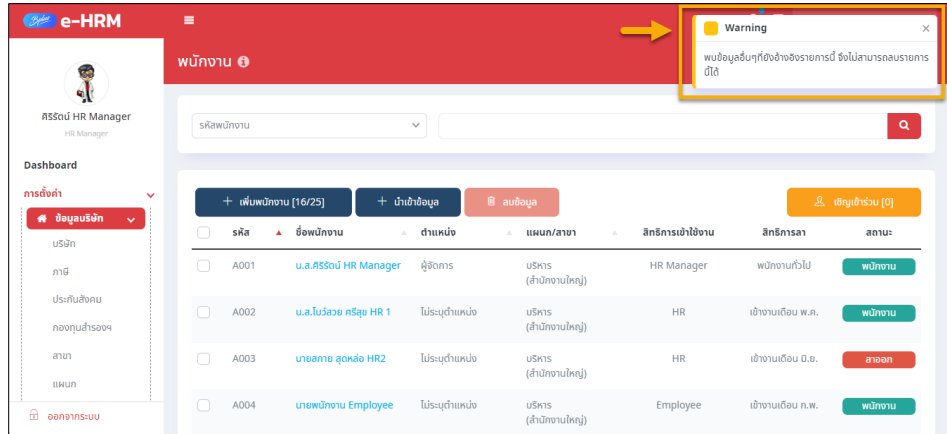 Bplus e-HRM
Warning
พบข้อมูลอื่นๆที่ยังอ้างอิงรายการนี้ จึงไม่สามารถลบรายการ
นี้ได้
พนักงาน
ศิริรัตน์ HR Manager
HR Manager
Dashboard
การตั้งค่า
ข้อมูลบริษัท
บริษัท
ภาษี
ประกันสังคม
กองทุนสำรองฯ
สาขา
แผนก
ออกจากระบบ
รหัสพนักงาน
เพิ่มพนักงาน [16/25]
นำเข้าข้อมูล
ลบข้อมูล
เชิญเข้าร่วม [0]
รหัส ชื่อพนักงาน ตำแหน่ง แผนก/สาขา สิทธิการเข้าใช้งาน สิทธิการลา สถานะ
A001 น.ส.ศิริรัตน์ HR Manager ผู้จัดการ บริหาร HR Manager พนักงานทั่วไป พนักงาน
(สำนักงานใหญ่)
A002 น.ส.โบว์สวย ศรีสุข HR 1 ไม่ระบุตำแหน่ง บริหาร HR เข้างานเดือน พ.ค. พนักงาน
(สำนักงานใหญ่)
A003 นายสกาย สุดหล่อ HR2 ไม่ระบุตำแหน่ง บริหาร HR เข้างานเดือน มิ.ย. ลาออก
(สำนักงานใหญ่)
A004 นายพนักงาน Employee ไม่ระบุตำแหน่ง บริหาร Employee เข้างานเดือน ก.พ. พนักงาน
(สำนักงานใหญ่)